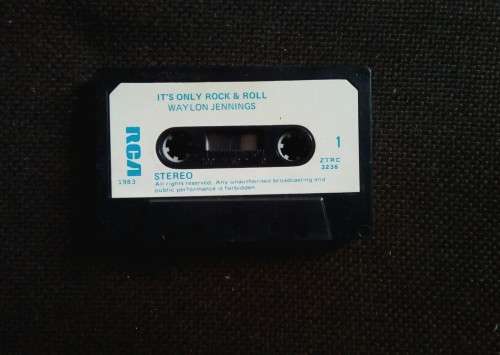 IT'S ONLY ROCK & ROLL
WAYLON JENNINGS
RCA
1983
1
ZTRC
3236
STEREO
All rights reserved. Any unauthorised broadcasting and
public performance is forbidden